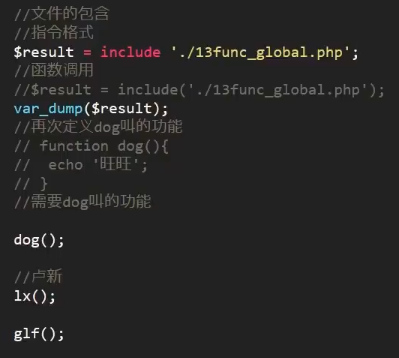 //文件的包含
//指令格式
$result = include './13func_global.php';
//函数调用
//$result = include('./13func_global.php');
var_dump($result);
//再次定义dog叫的功能
// function dog(){
//  echo '旺旺';
// }
//需要dog叫的功能
dog();
//卢新
lx();
glf();